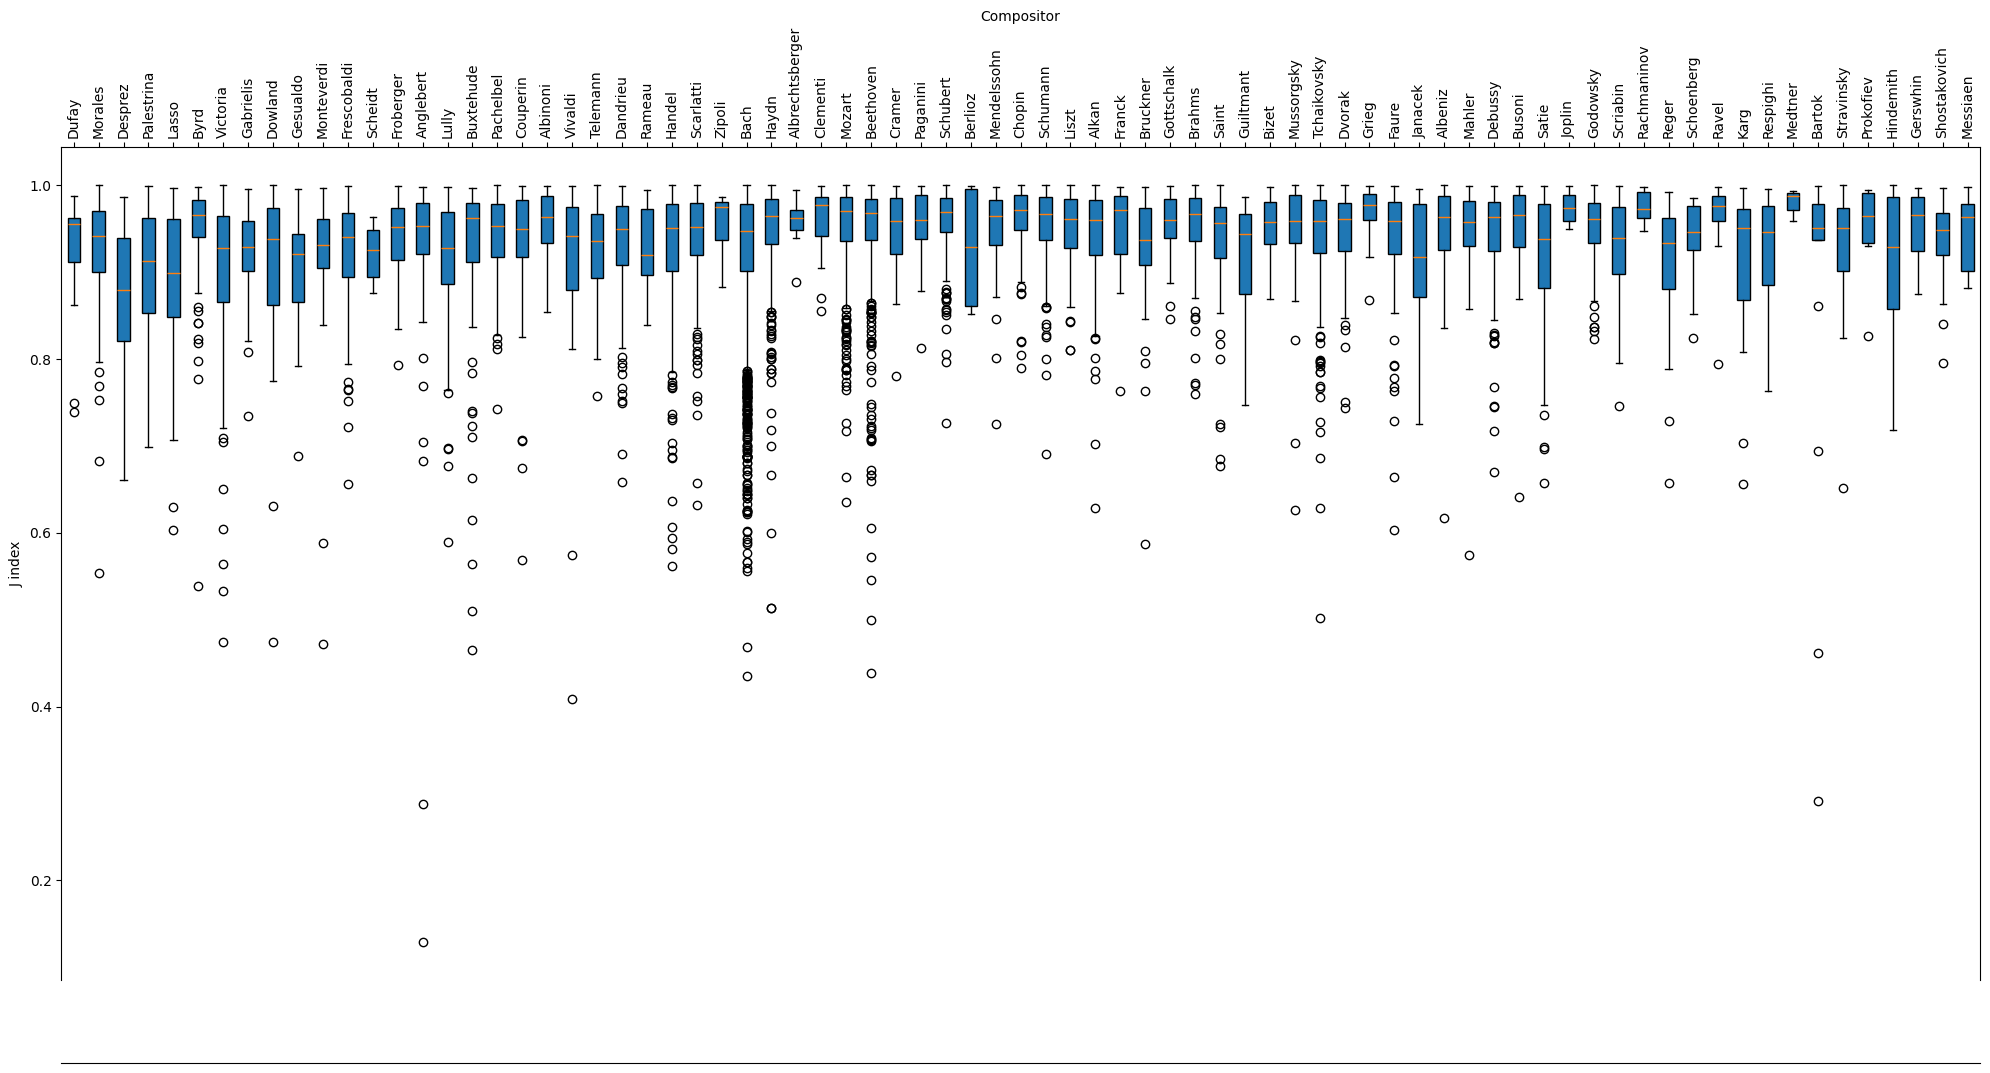 Compositor
Dufay
Morales
Desprez
Palestrina
Lasso
Byrd
Victoria
Gabrielis
Dowland
Gesualdo
Monteverdi
Frescobaldi
Scheidt
Froberger
Anglebert
Lully
Buxtehude
Pachelbel
Couperin
Albinoni
Vivaldi
Telemann
Dandrieu
Rameau
Handel
Scarlatti
Zipoli
Bach
Haydn
Albrechtsberger
Clementi
Mozart
Beethoven
Cramer
Paganini
Schubert
Berlioz
Mendelssohn
Chopin
Schumann
Liszt
Alkan
Franck
Bruckner
Gottschalk
Brahms
Saint
Guiltmant
Bizet
Mussorgsky
Tchaikovsky
Dvorak
Grieg
Faure
Janacek
Albeniz
Mahler
Debussy
Busoni
Satie
Joplin
Godowsky
Scriabin
Rachmaninov
Reger
Schoenberg
Ravel
Karg
Respighi
Medtner
Bartok
Stravinsky
Prokofiev
Hindemith
Gerswhin
Shostakovich
Messiaen
1.0
0.8
0.6
0.4
0.2
J index